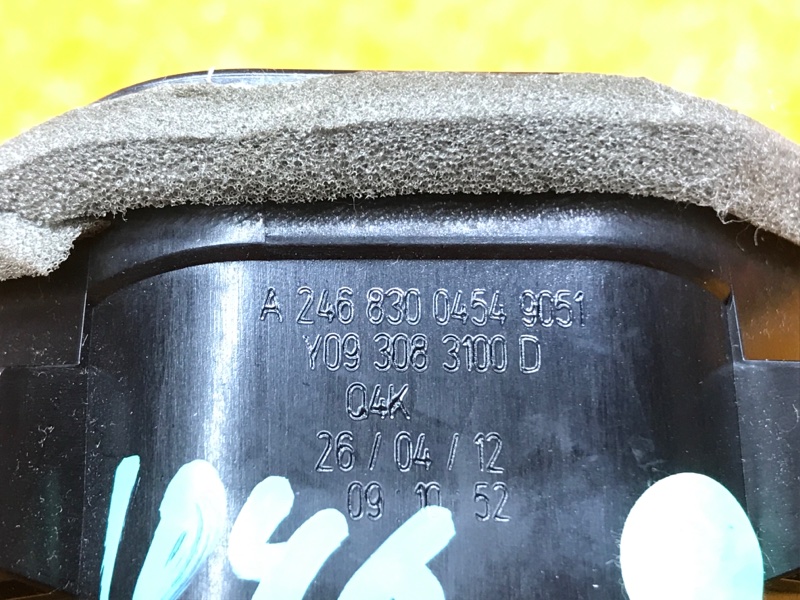 A 246 830 0454 9051
Y09 308 3100 D
Q4K
26 / 04 / 12
09 10 52